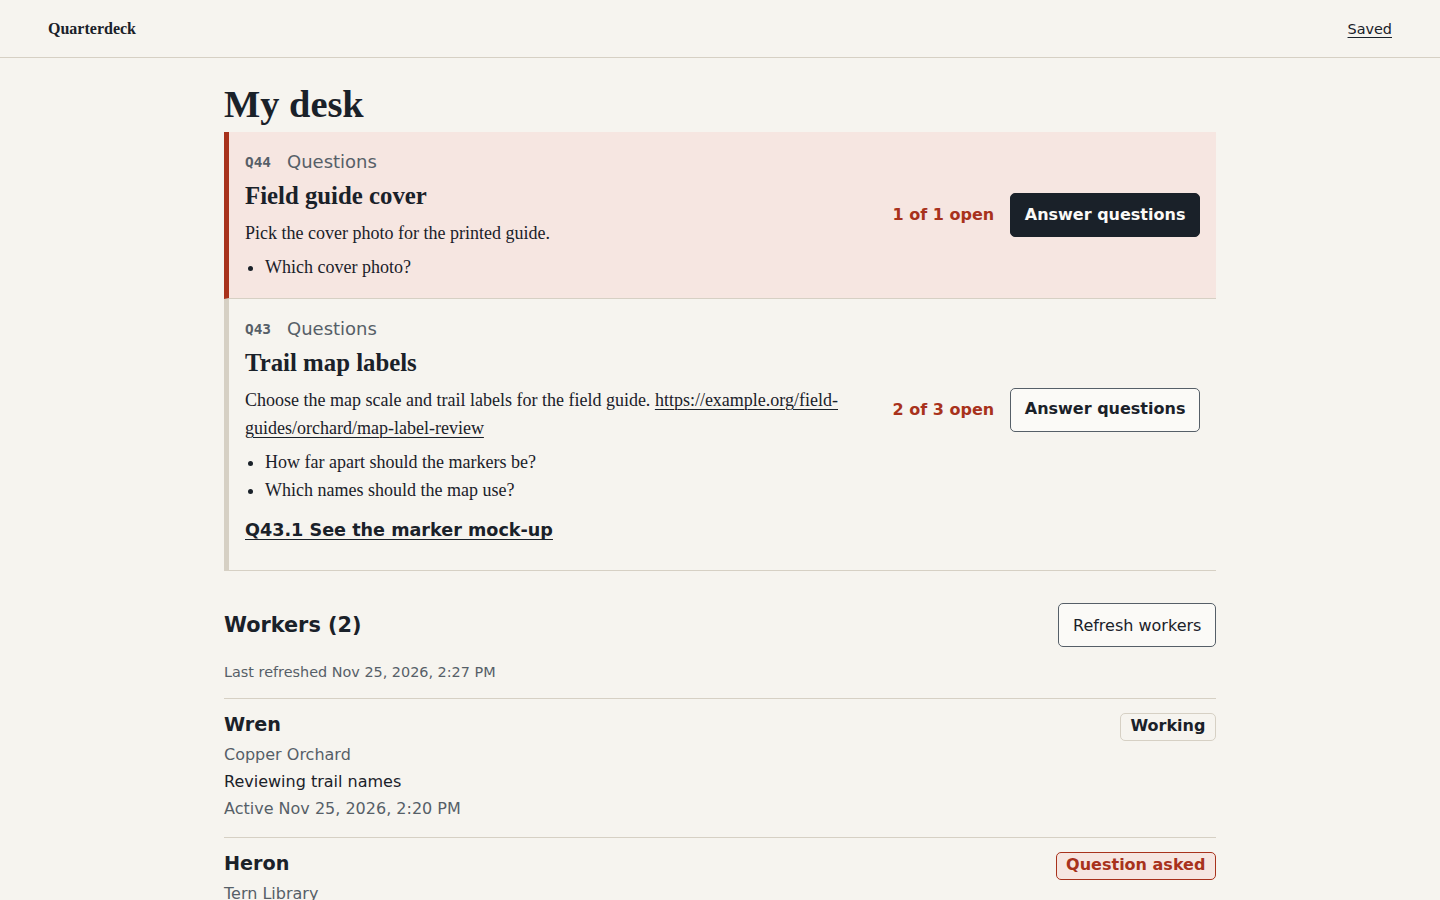 Quarterdeck
Saved
My desk
Q44 Questions
Field guide cover
Pick the cover photo for the printed guide.
• Which cover photo?
1 of 1 open
Answer questions
Q43 Questions
Trail map labels
Choose the map scale and trail labels for the field guide. https://example.org/field-
guides/orchard/map-label-review
• How far apart should the markers be?
• Which names should the map use?
Q43.1 See the marker mock-up
2 of 3 open
Answer questions
Workers (2)
Refresh workers
Last refreshed Nov 25, 2026, 2:27 PM
Wren
Working
Copper Orchard
Reviewing trail names
Active Nov 25, 2026, 2:20 PM
Heron
Question asked
Tern Library